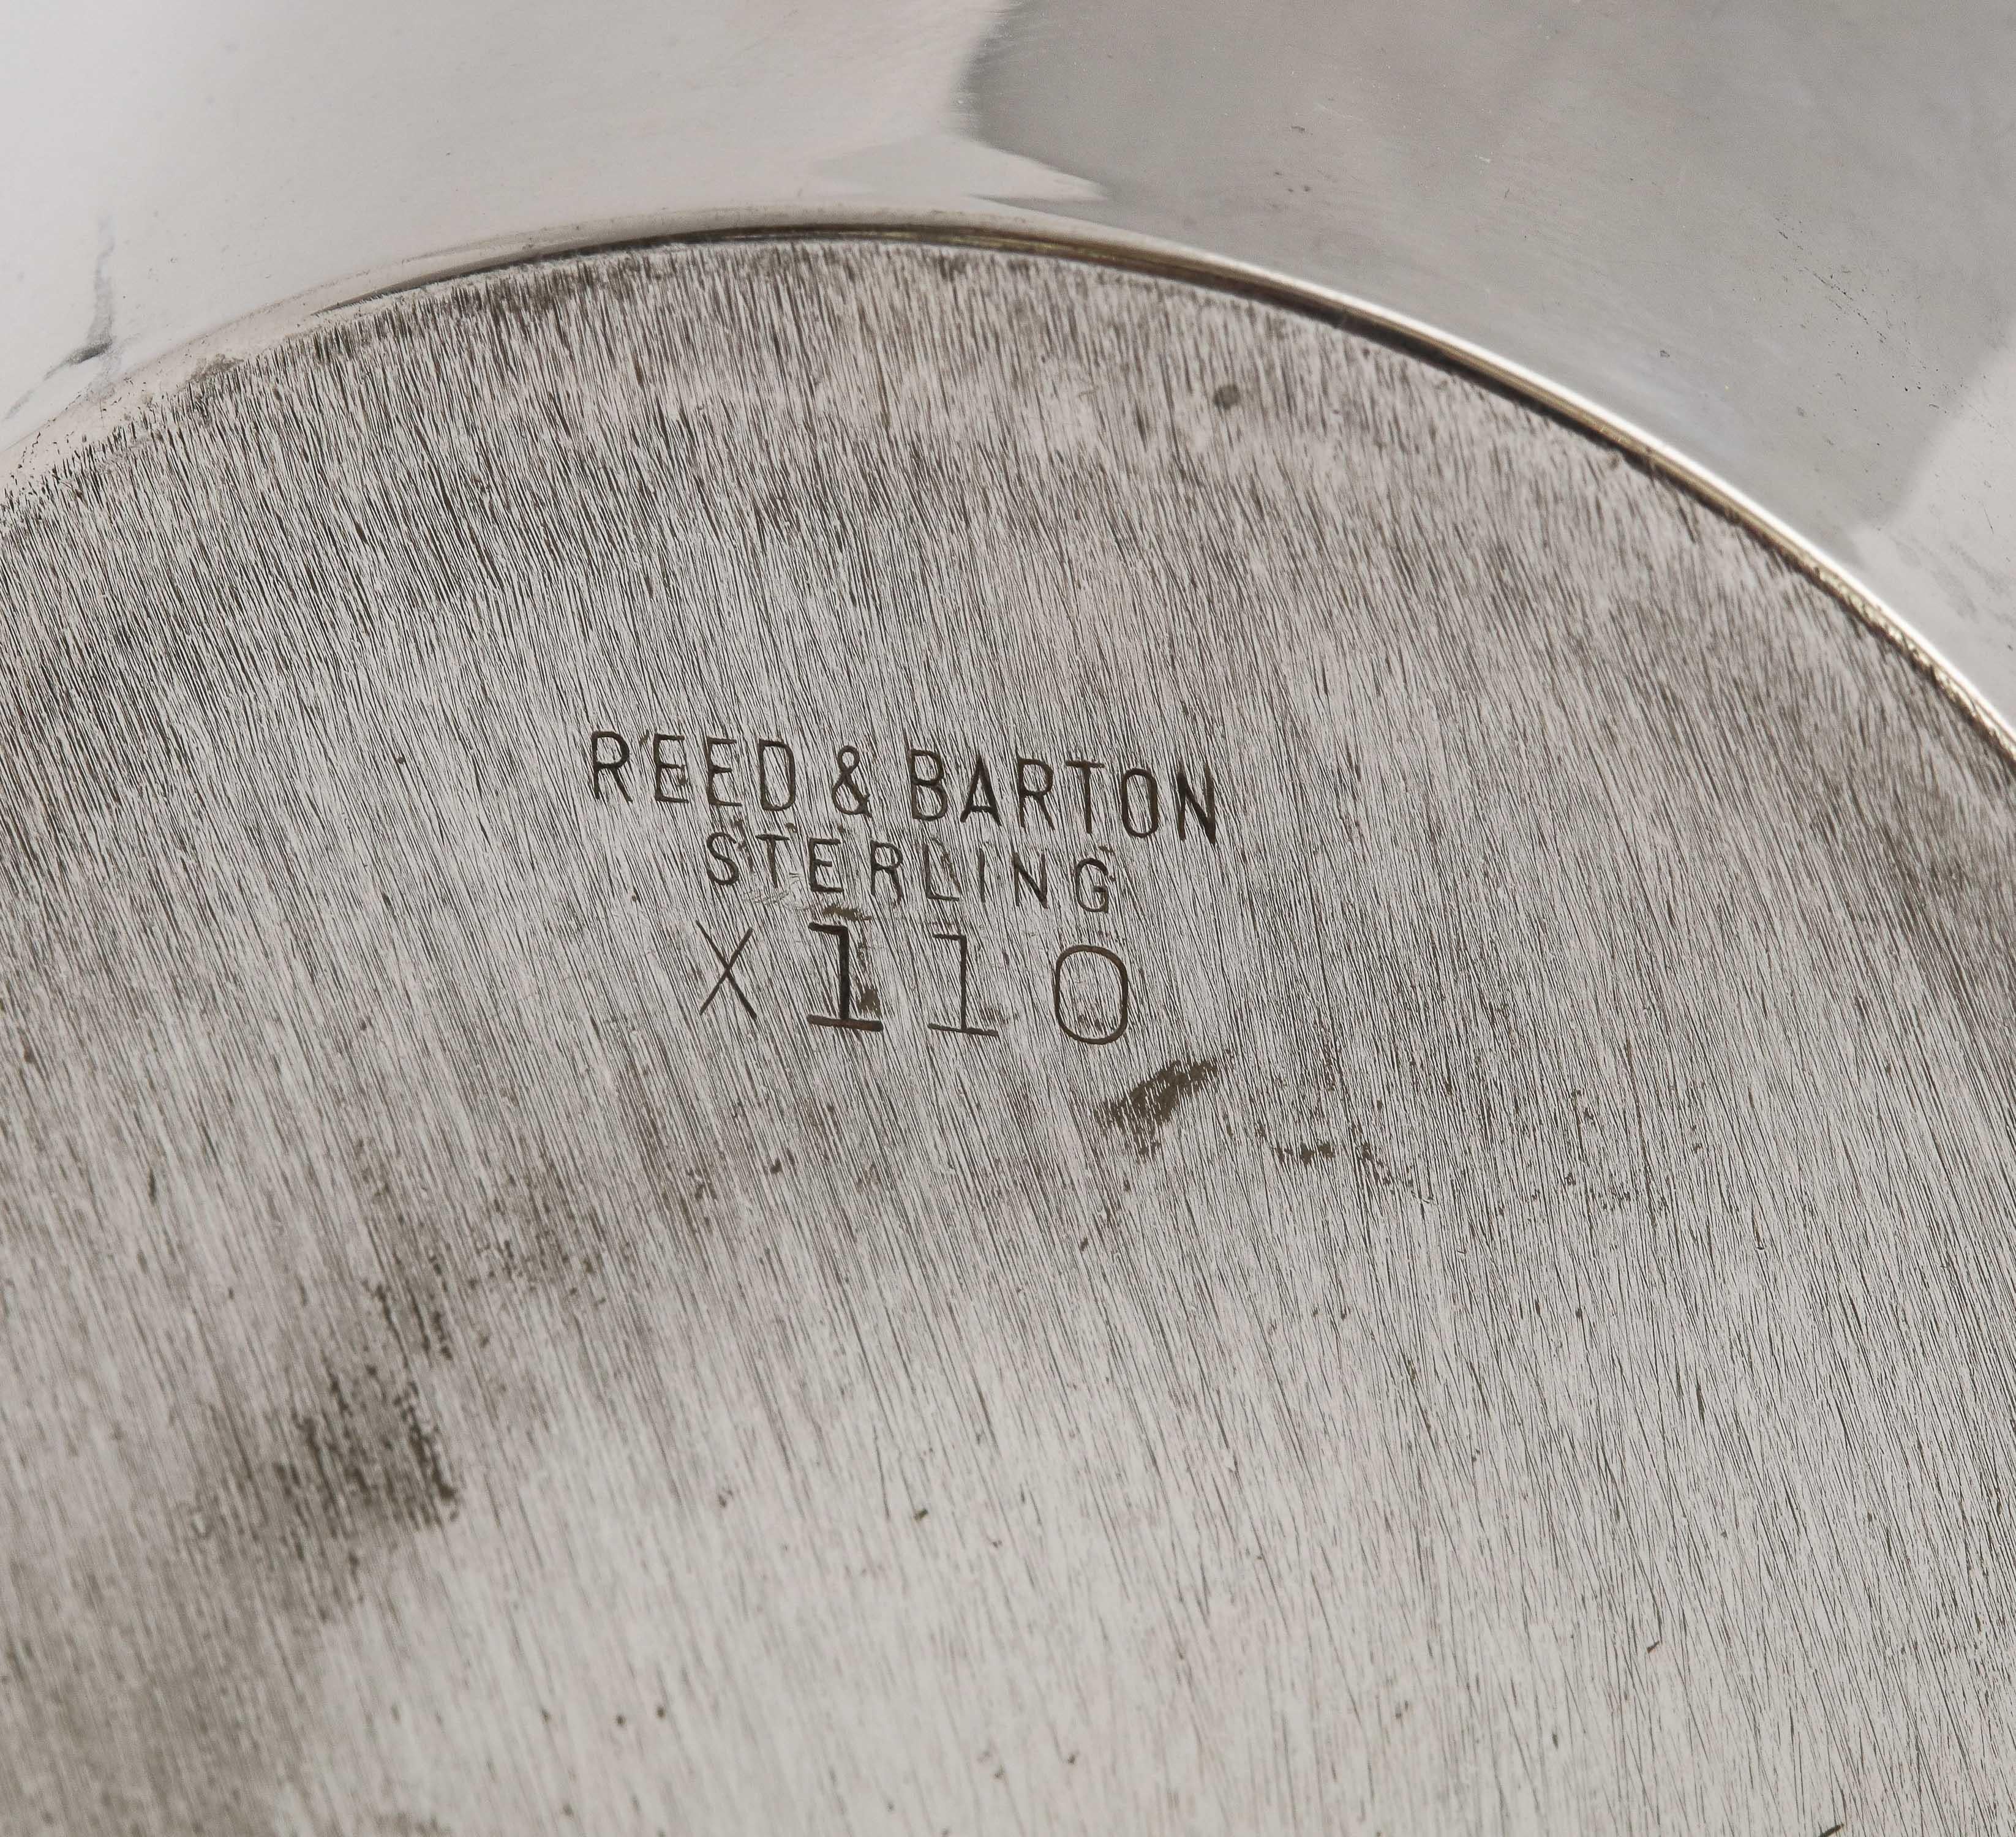 REED & BARTON
STERLING
X110